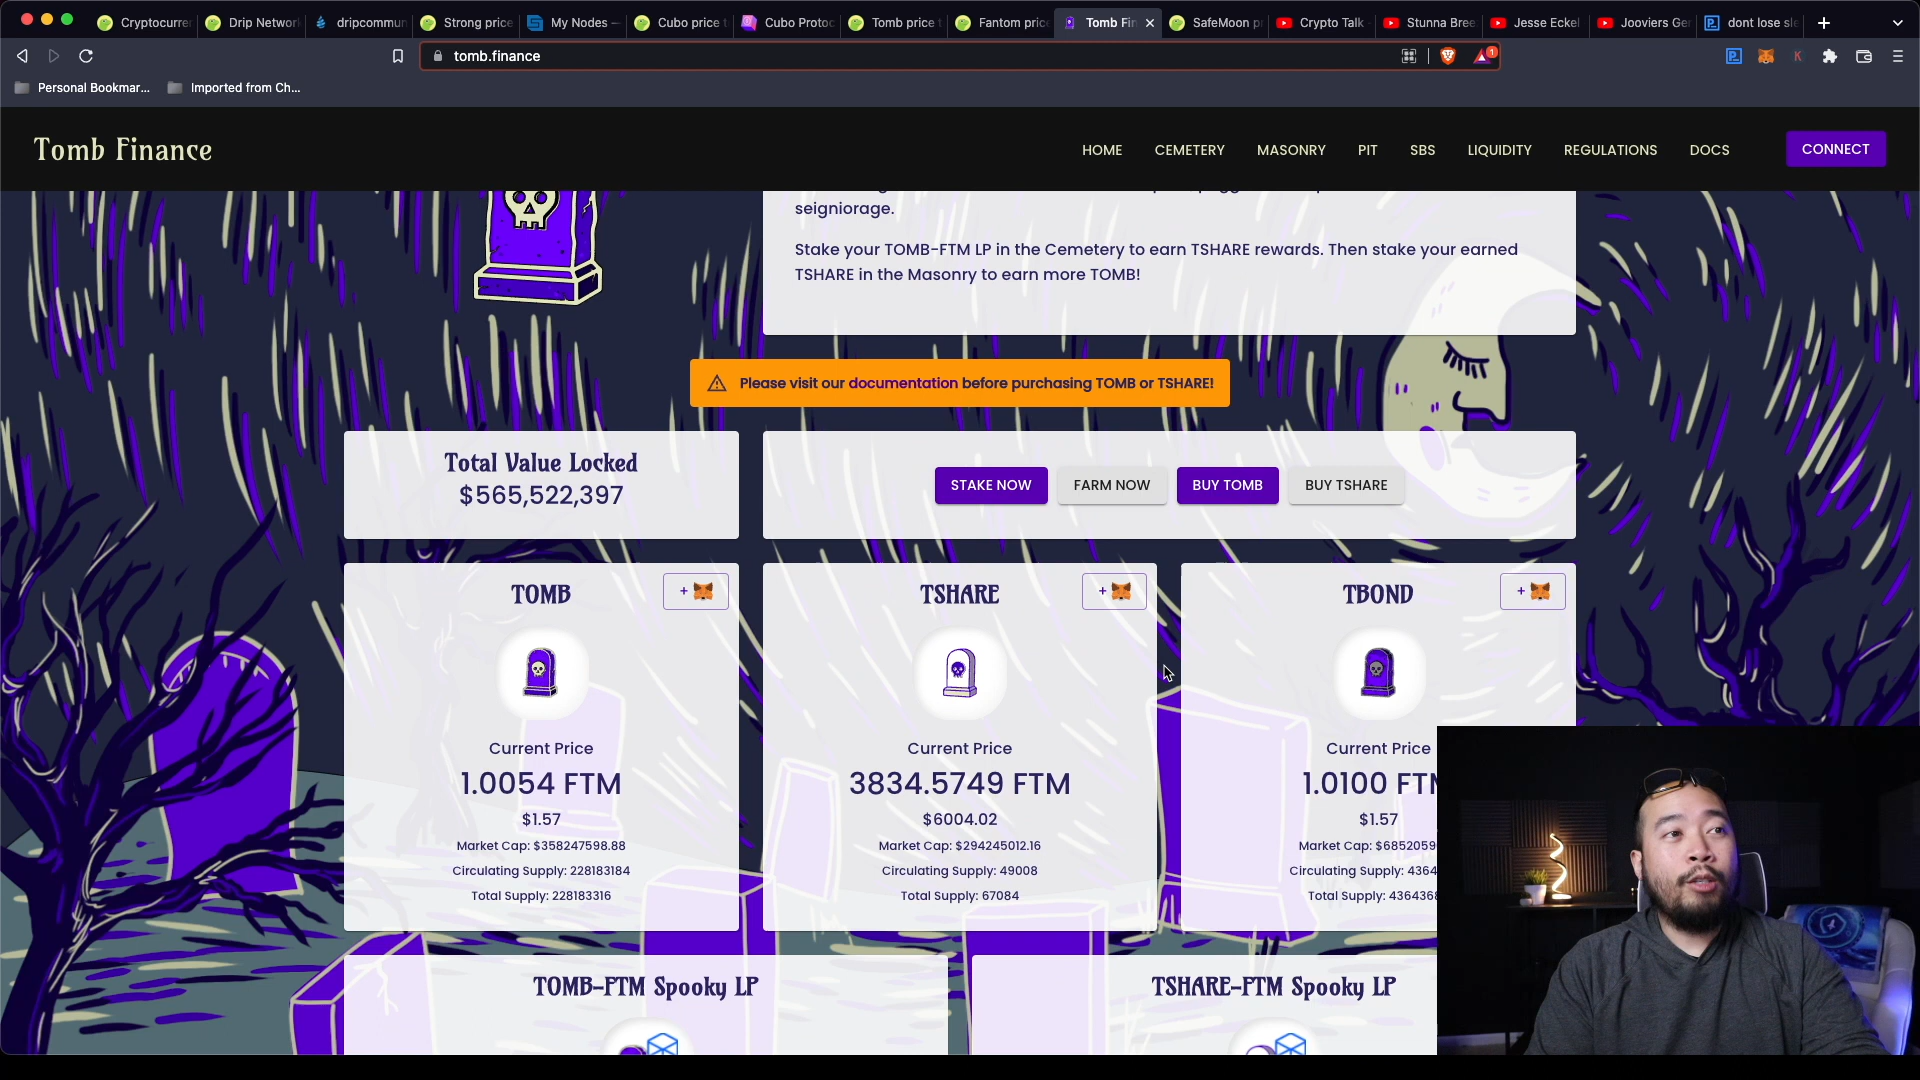 Cryptocurre
Drip Network
dripcommun
Strong price
My Nodes –
Cubo price t
Cubo Protoc
Tomb price t
Fantom price
Tomb Fin
SafeMoon p
Crypto Talk
Stunna Bree
Jesse Eckel
Jooviers Ge
dont lose sle
tomb.finance
1
Personal Bookmar...
Imported from Ch...
Tomb Finance
HOME
CEMETERY
MASONRY
PIT
SBS
LIQUIDITY
REGULATIONS
DOCS
CONNECT
seigniorage.
Stake your TOMB-FTM LP in the Cemetery to earn TSHARE rewards. Then stake your earned
TSHARE in the Masonry to earn more TOMB!
Please visit our documentation before purchasing TOMB or TSHARE!
Total Value Locked
$565,522,397
STAKE NOW
FARM NOW
BUY TOMB
BUY TSHARE
TOMB
+
Current Price
1.0054 FTM
$1.57
Market Cap: $358247598.88
Circulating Supply: 228183184
Total Supply: 228183316
TSHARE
+
Current Price
3834.5749 FTM
$6004.02
Market Cap: $294245012.16
Circulating Supply: 49008
Total Supply: 67084
TBOND
+
Current Price
1.0100 FTM
$1.57
Market Cap: $6852059
Circulating Supply: 4364
Total Supply: 4364368
TOMB-FTM Spooky LP
TSHARE-FTM Spooky LP